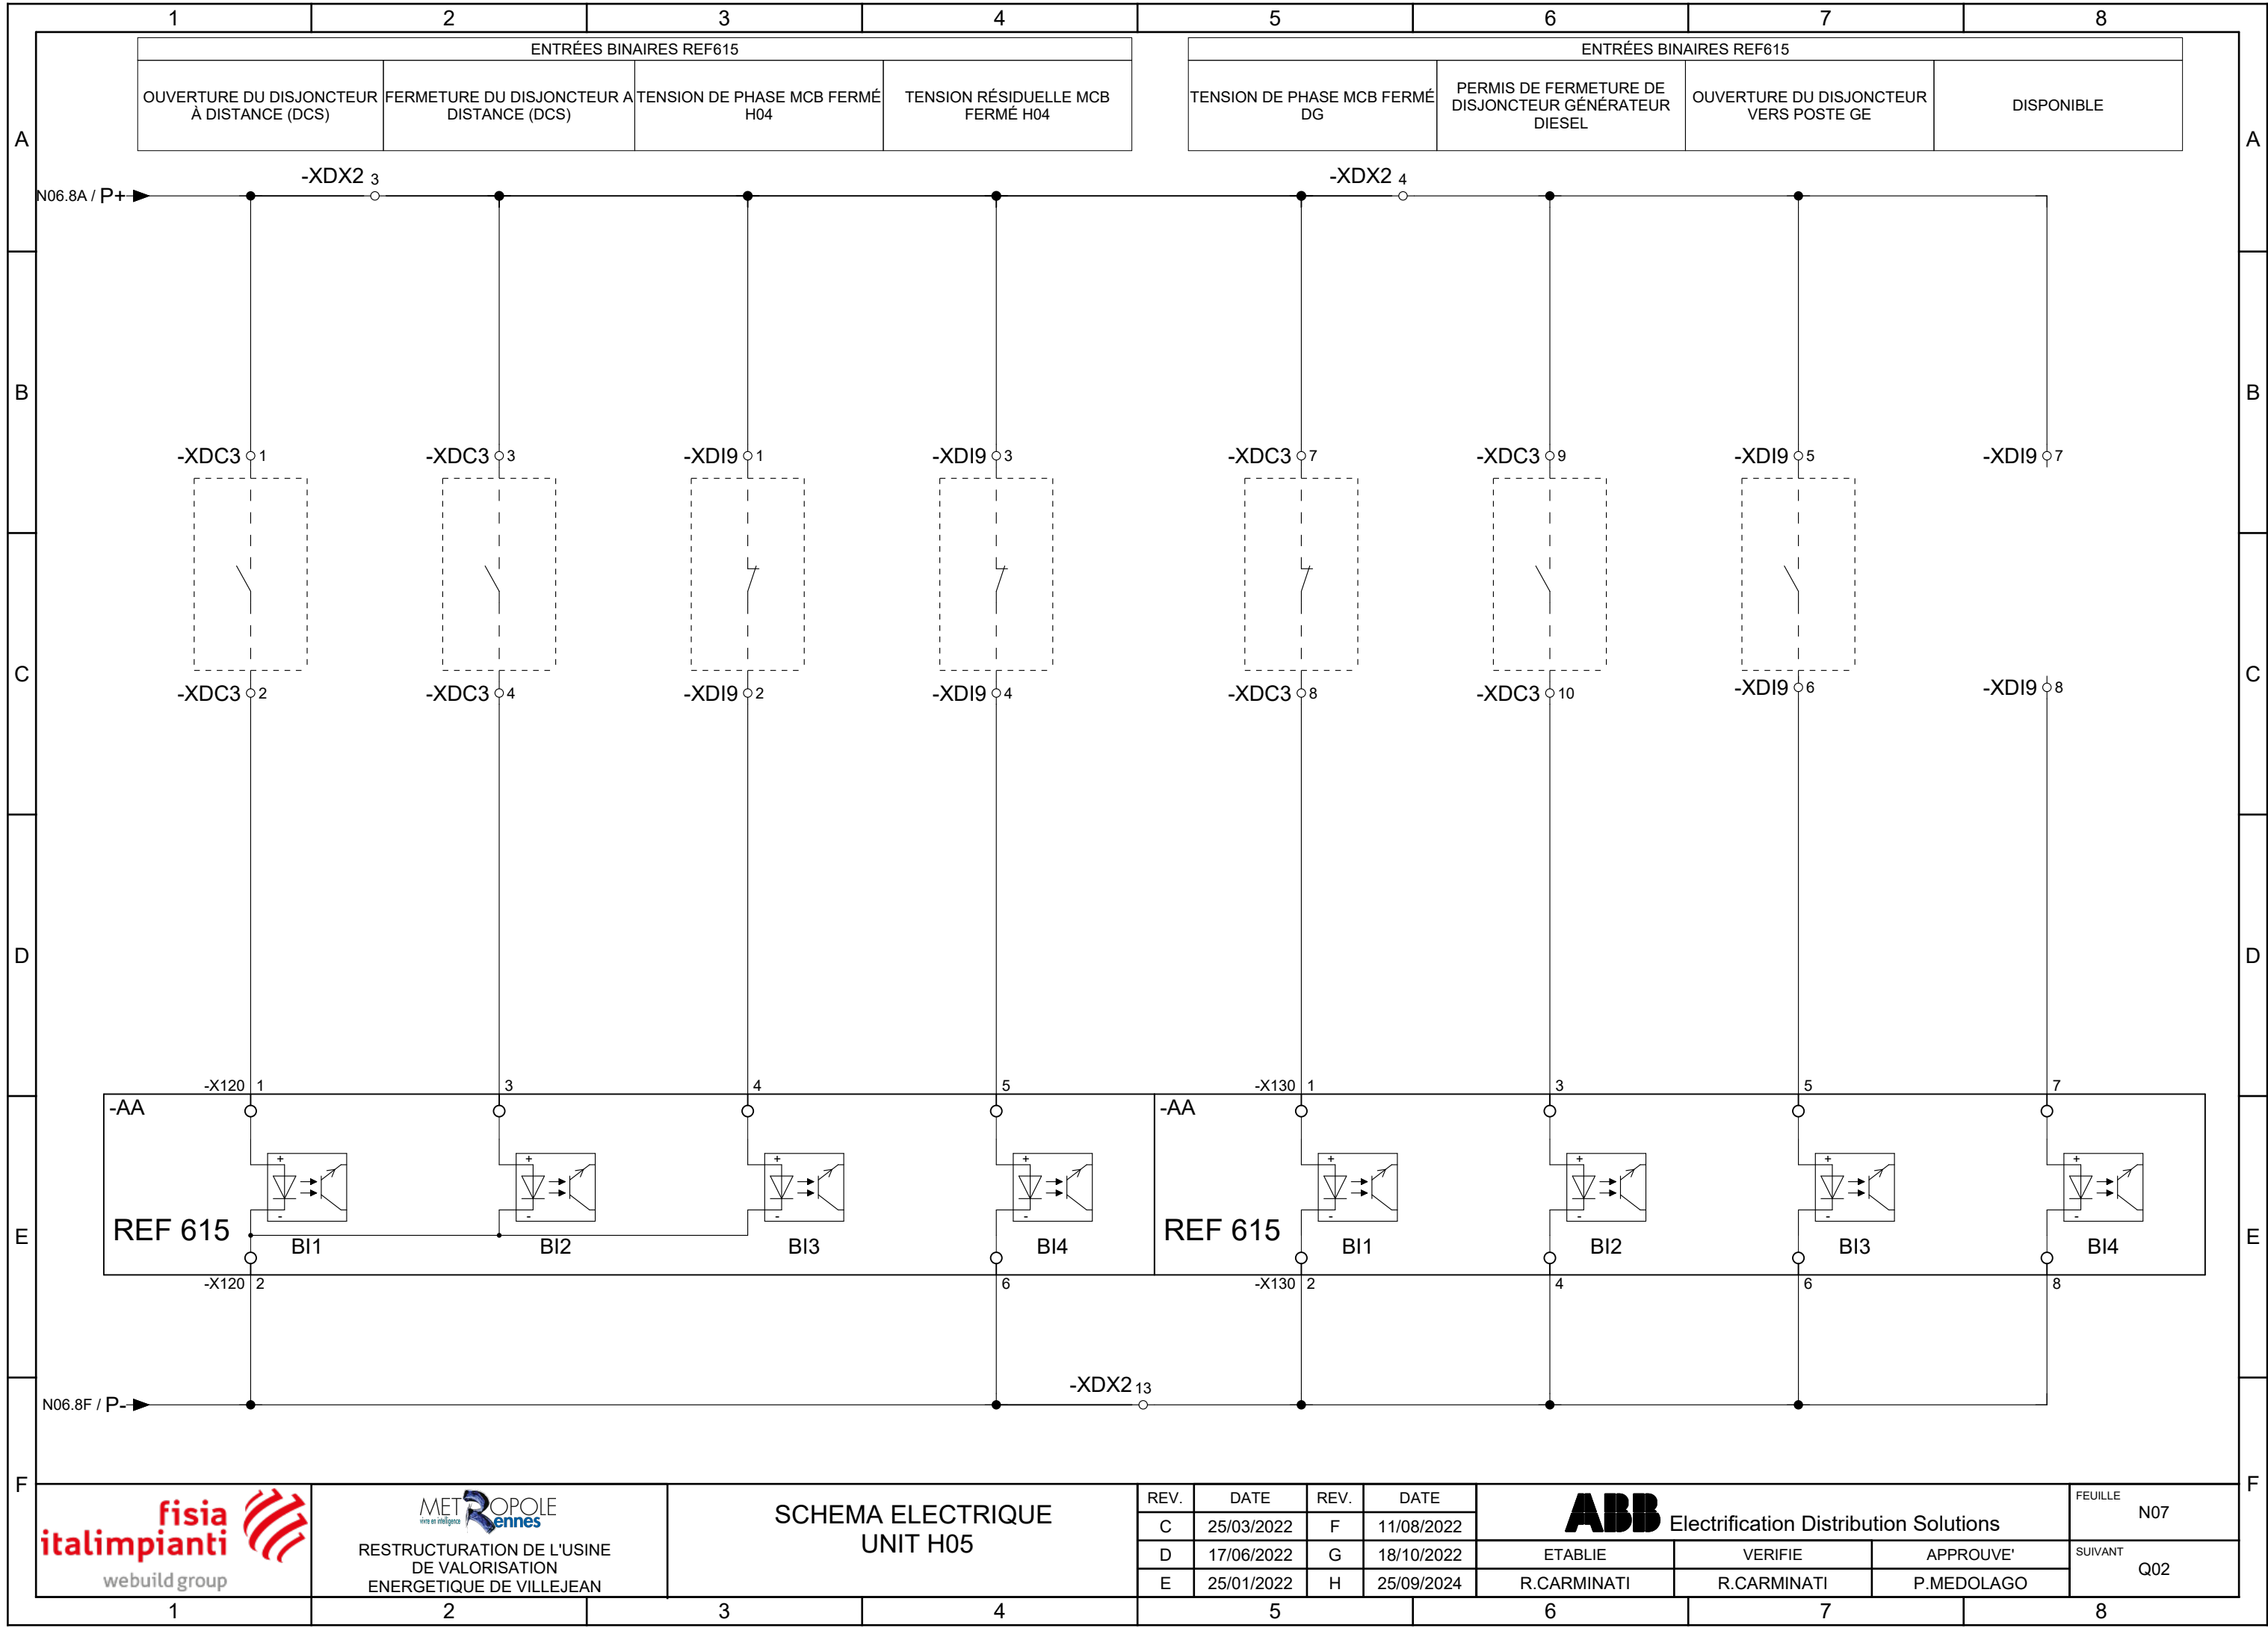 1 2 3 4 5 6 7 8
ENTRÉES BINAIRES REF615
ENTRÉES BINAIRES REF615
OUVERTURE DU DISJONCTEUR
À DISTANCE (DCS)
FERMETURE DU DISJONCTEUR A
DISTANCE (DCS)
TENSION DE PHASE MCB FERMÉ
H04
TENSION RÉSIDUELLE MCB
FERMÉ H04
TENSION DE PHASE MCB FERMÉ
DG
PERMIS DE FERMETURE DE
DISJONCTEUR GÉNÉRATEUR
DIESEL
OUVERTURE DU DISJONCTEUR
VERS POSTE GE
DISPONIBLE
A A
-XDX2 3 -XDX2 4
N06.8A / P+
B B
-XDC3 1 -XDC3 3 -XDI9 1 -XDI9 3 -XDC3 7 -XDC3 9 -XDI9 5 -XDI9 7
C C
-XDC3 2 -XDC3 4 -XDI9 2 -XDI9 4 -XDC3 8 -XDC3 10 -XDI9 6 -XDI9 8
D D
-X120 1 3 4 5 -X130 1 3 5 7
-AA -AA
+ + + + + + + +
- - - - - - - -
REF 615 REF 615
E E
BI1 BI2 BI3 BI4 BI1 BI2 BI3 BI4
-X120 2 6 -X130 2 4 6 8
-XDX2 13
N06.8F / P-
F F
fisia
italimpianti
webuild group
METROPOLE
vivre en intelligence
Rennes
RESTRUCTURATION DE L'USINE
DE VALORISATION
ENERGETIQUE DE VILLEJEAN
SCHEMA ELECTRIQUE
UNIT H05
REV. DATE REV. DATE
C 25/03/2022 F 11/08/2022
D 17/06/2022 G 18/10/2022
E 25/01/2022 H 25/09/2024
ABB Electrification Distribution Solutions
ETABLIE VERIFIE APPROUVE'
R.CARMINATI R.CARMINATI P.MEDOLAGO
FEUILLE
N07
SUIVANT
Q02
1 2 3 4 5 6 7 8